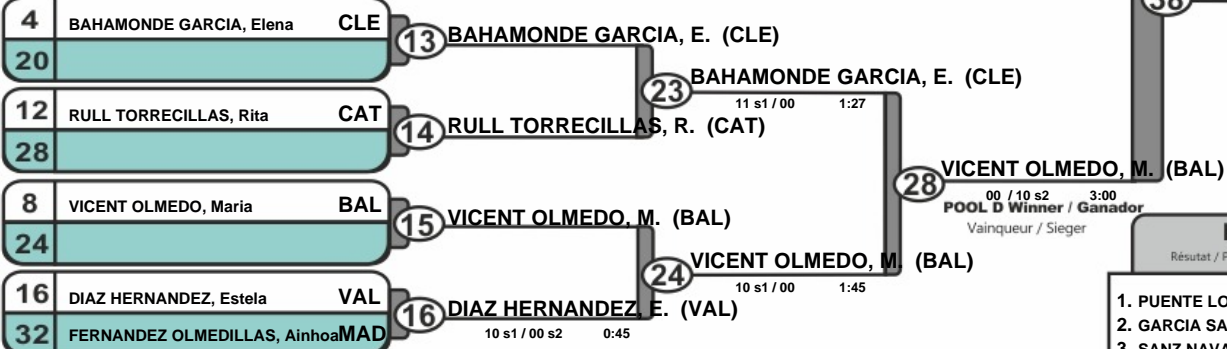 4 BAHAMONDE GARCIA, Elena CLE
20
13 BAHAMONDE GARCIA, E. (CLE)
12 RULL TORRECILLAS, Rita CAT
28
14 RULL TORRECILLAS, R. (CAT)
23 BAHAMONDE GARCIA, E. (CLE)
11 s1 / 00 1:27
8 VICENT OLMEDO, Maria BAL
24
15 VICENT OLMEDO, M. (BAL)
16 DIAZ HERNANDEZ, Estela VAL
32 FERNANDEZ OLMEDILLAS, Ainhoa MAD
16 DIAZ HERNANDEZ, E. (VAL)
10 s1 / 00 s2 0:45
24 VICENT OLMEDO, M. (BAL)
10 s1 / 00 1:45
28 VICENT OLMEDO, M. (BAL)
00 / 10 s2 3:00
POOL D Winner / Ganador
Vainqueur / Sieger
38
Résutat / P
1. PUENTE LO
2. GARCIA SA
3. SANZ NAVA